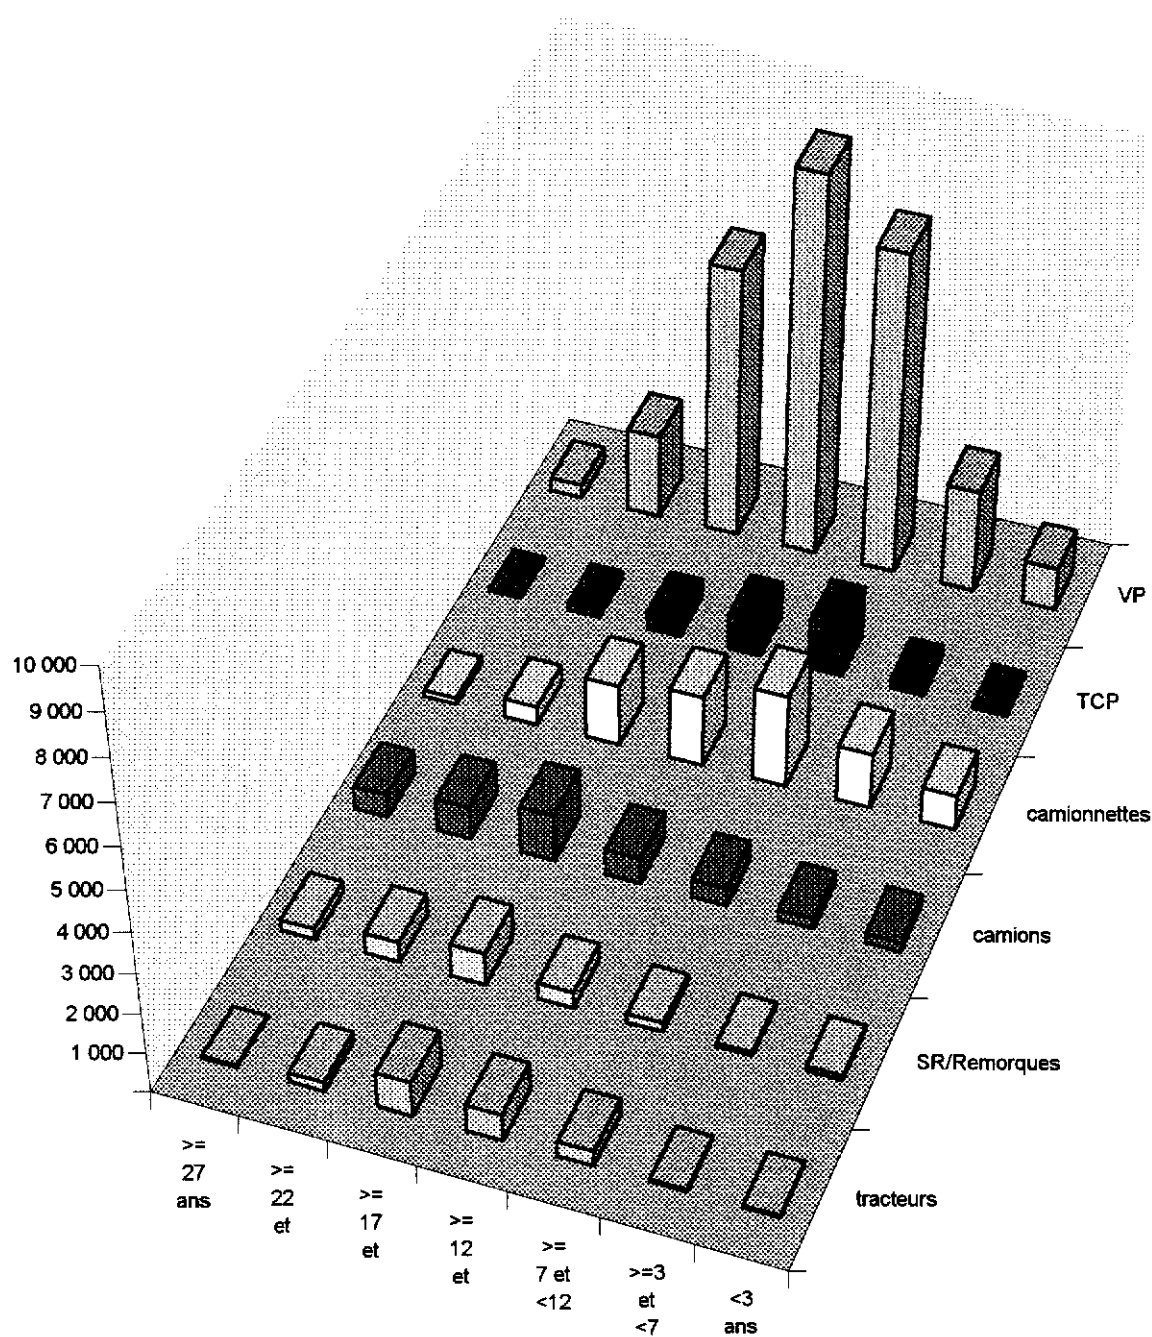 10 000
9 000
8 000
7 000
6 000
5 000
4 000
3 000
2 000
1 000
VP
TCP
camionnettes
camions
SR/Remorques
tracteurs
>=
27
ans
>=
22
et
>=
17
et
>=
12
et
>=
7 et
<12
>=3
et
<7
<3
ans